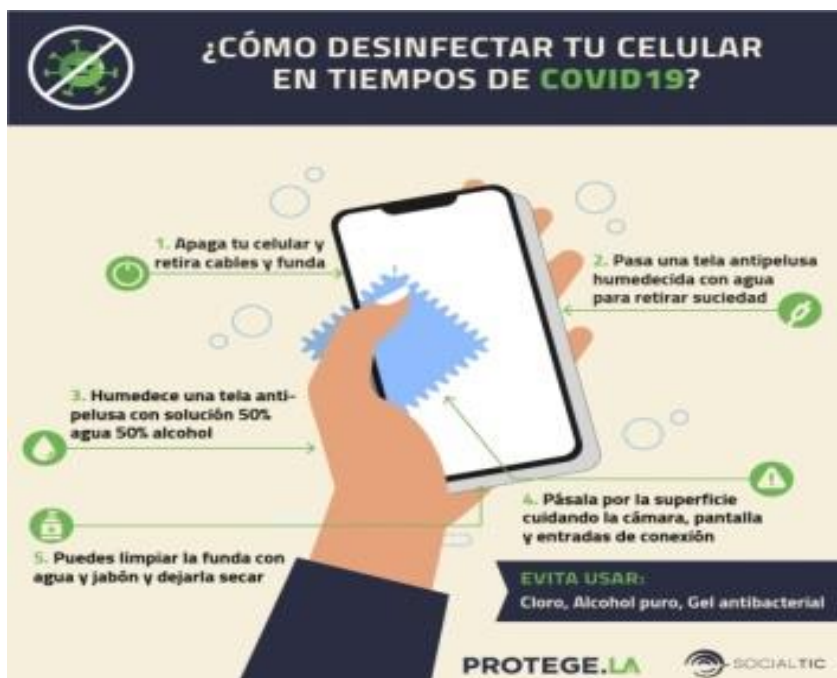 ¿CÓMO DESINFECTAR TU CELULAR
EN TIEMPOS DE COVID19?
1. Apaga tu celular y
retira cables y funda
2. Pasa una tela antipelusa
humedecida con agua
para retirar suciedad
3. Humedece una tela anti-
pelusa con solución 50%
agua 50% alcohol
4. Pásala por la superficie
cuidando la cámara, pantalla
y entradas de conexión
5. Puedes limpiar la funda con
agua y jabón y dejarla secar
EVITA USAR:
Cloro, Alcohol puro, Gel antibacterial
PROTEGE.LA
SOCIALTIC